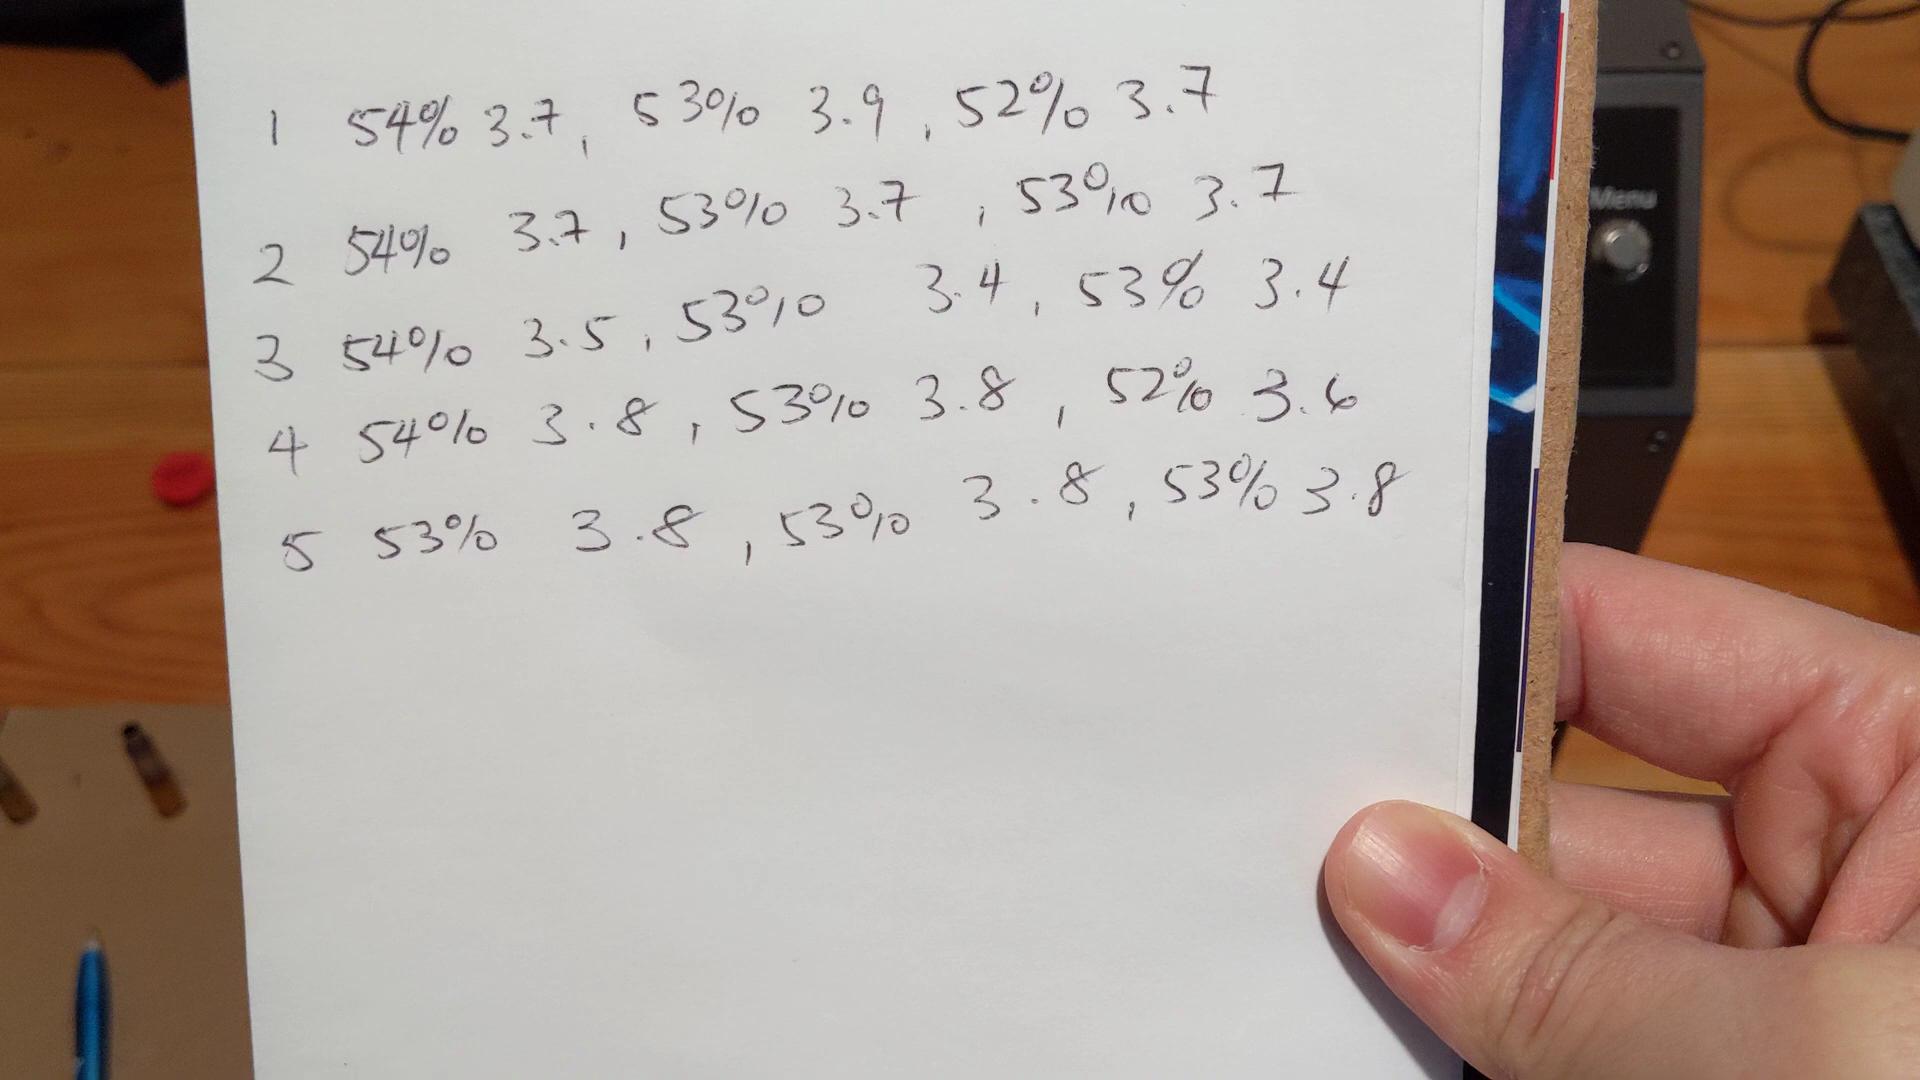 1 54% 3.7, 53% 3.9, 52% 3.7
2 54% 3.7, 53% 3.7, 53% 3.7
3 54% 3.5, 53% 3.4, 53% 3.4
4 54% 3.8, 53% 3.8, 52% 3.6
5 53% 3.8, 53% 3.8, 53% 3.8
Menu